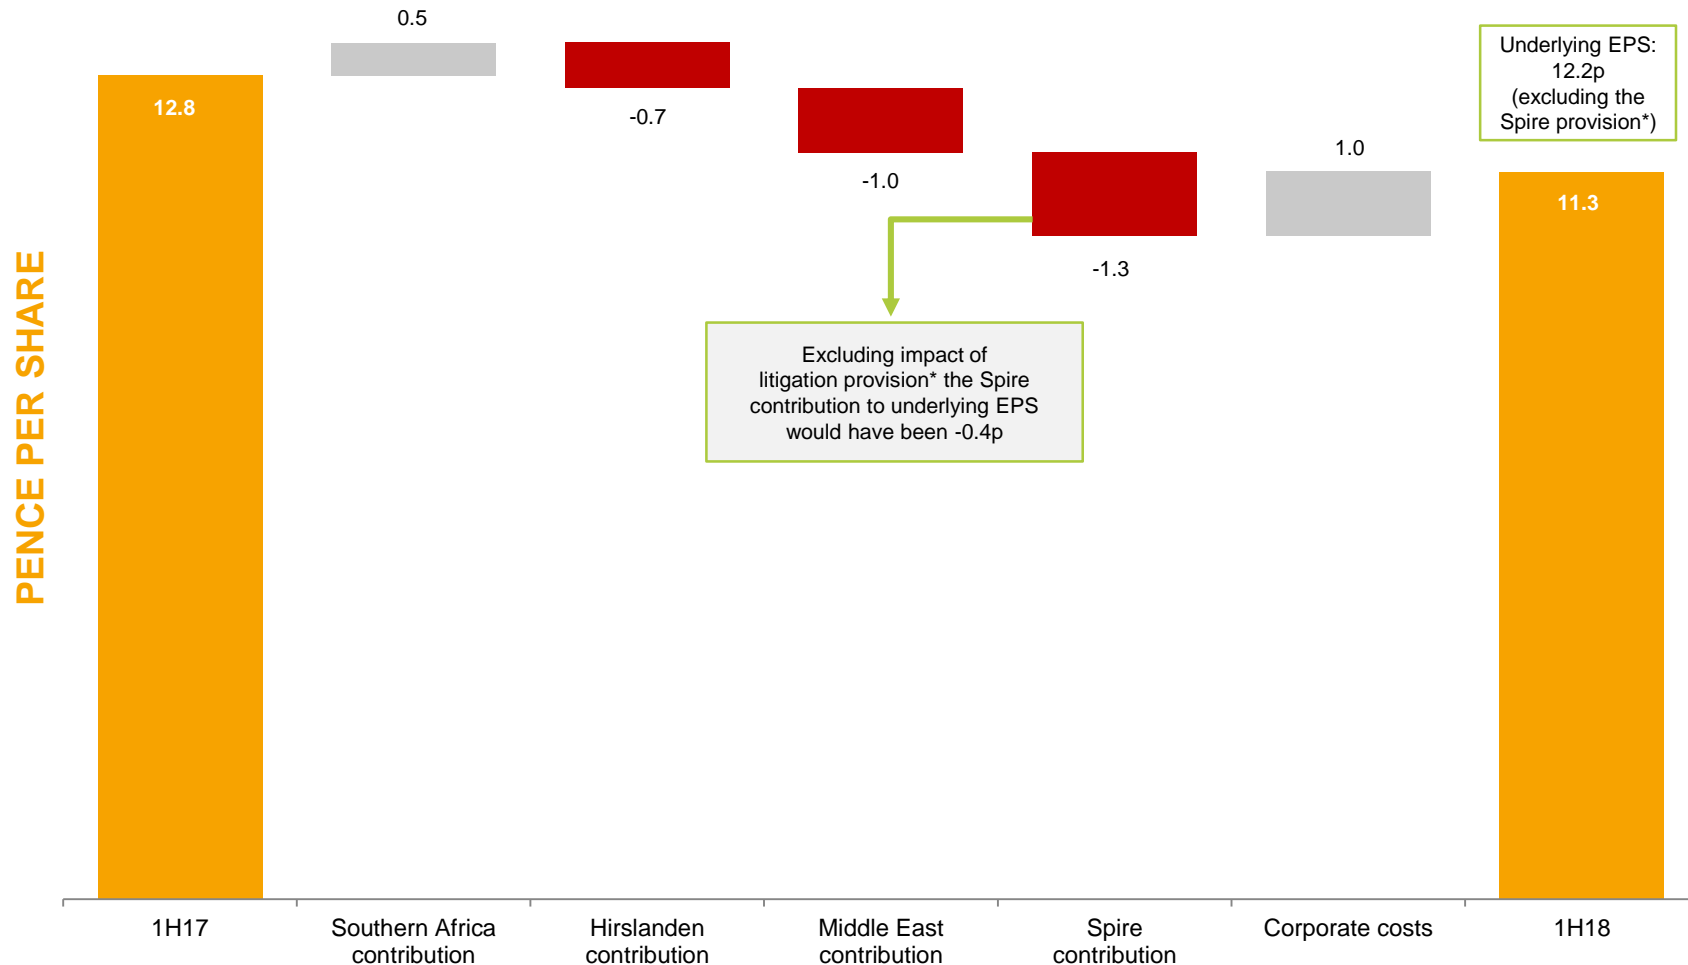 PENCE PER SHARE
12.8
0.5
-0.7
-1.0
-1.3
1.0
11.3
Underlying EPS:
12.2p
(excluding the
Spire provision*)
Excluding impact of
litigation provision* the Spire
contribution to underlying EPS
would have been -0.4p
1H17
Southern Africa
contribution
Hirslanden
contribution
Middle East
contribution
Spire
contribution
Corporate costs
1H18